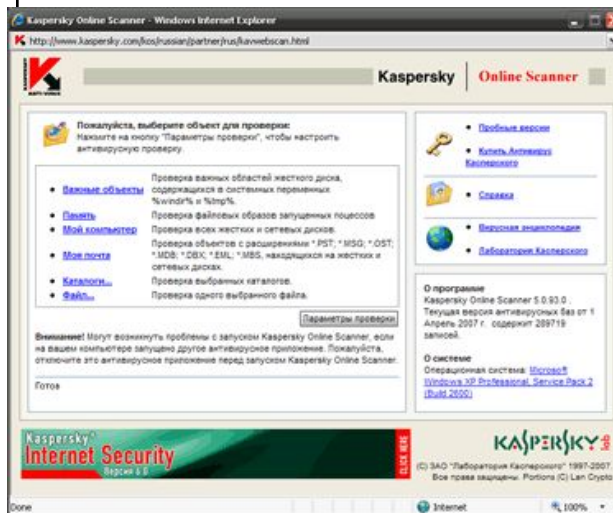 Kaspersky Online Scanner - Windows Internet Explorer
http://www.kaspersky.com/kos/russian/partner/rus/kavwebscan.html
Kaspersky Online Scanner
Пожалуйста, выберите объект для проверки:
Нажмите на кнопку "Параметры проверки", чтобы настроить
антивирусную проверку.
Важные объекты
Проверка важных областей жесткого диска,
содержащихся в системных переменных
%windir% и %tmp%.
Память
Проверка файловых образов запущенных поцессов
Мой компьютер
Проверка всех жестких и сетевых дисков.
Моя почта
Проверка объектов с расширениями *.PST; *.MSG; *.OST;
*.MDB; *.DBX; *.EML; *.MBS, находящихся на жестких и
сетевых дисках.
Каталоги...
Проверка выбранных каталогов.
Файл...
Проверка одного выбранного файла.
Параметры проверки
Внимание! Могут возникнуть проблемы с запуском Kaspersky Online Scanner, если
на вашем компьютере запущено другое антивирусное приложение. Пожалуйста,
отключите это антивирусное приложение перед запуском Kaspersky Online Scanner.
Готов
Пробные версии
Купить Антивирус
Касперского
Справка
Вирусная энциклопедия
Лаборатория Касперского
О программе
Kaspersky Online Scanner 5.0.93.0 .
Текущая версия антивирусных баз от 1
Апрель 2007 г. содержит 289719
записей.
О системе
Операционная система: Microsoft
Windows XP Professional, Service Pack 2
(Build 2600)
Kaspersky
Internet Security
Версия 6.0
CLICK HERE
KASPERSKY lab
(C) ЗАО "Лаборатория Касперского" 1997-2007.
Все права защищены. Portions (C) Lan Crypto
Done
Internet
100%